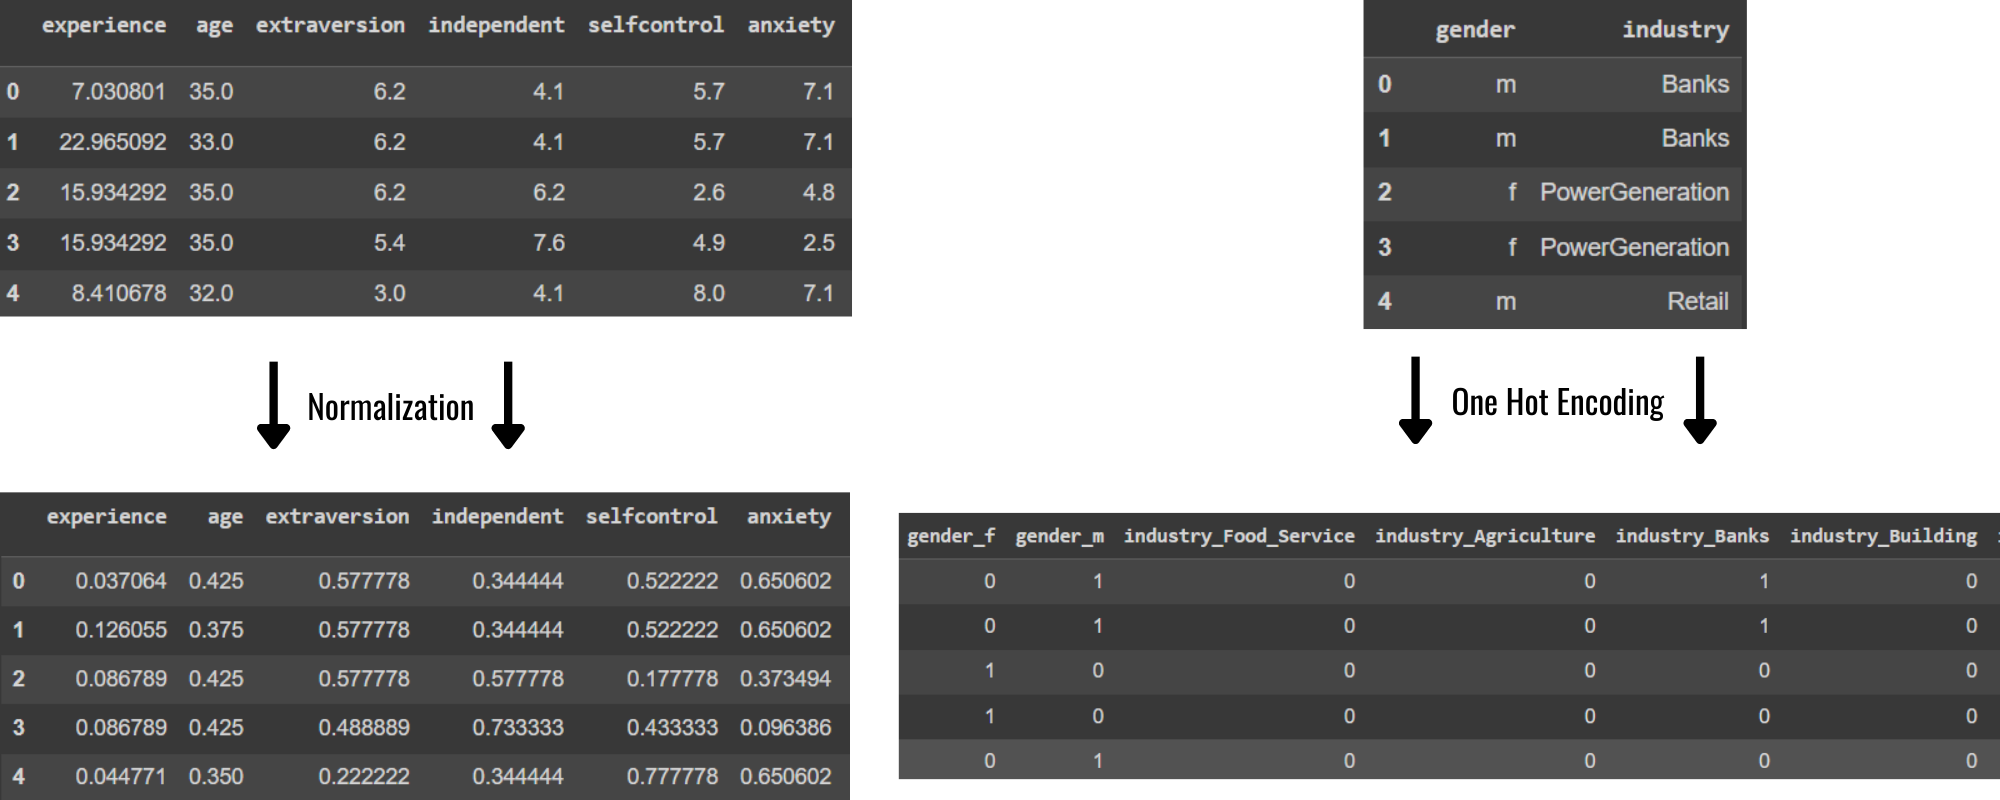 experience age extraversion independent selfcontrol anxiety
0 7.030801 35.0 6.2 4.1 5.7 7.1
1 22.965092 33.0 6.2 4.1 5.7 7.1
2 15.934292 35.0 6.2 6.2 2.6 4.8
3 15.934292 35.0 5.4 7.6 4.9 2.5
4 8.410678 32.0 3.0 4.1 8.0 7.1
gender industry
0 m Banks
1 m Banks
2 f PowerGeneration
3 f PowerGeneration
4 m Retail
Normalization
One Hot Encoding
experience age extraversion independent selfcontrol anxiety
0 0.037064 0.425 0.577778 0.344444 0.522222 0.650602
1 0.126055 0.375 0.577778 0.344444 0.522222 0.650602
2 0.086789 0.425 0.577778 0.577778 0.177778 0.373494
3 0.086789 0.425 0.488889 0.733333 0.433333 0.096386
4 0.044771 0.350 0.222222 0.344444 0.777778 0.650602
gender_f gender_m industry_Food_Service industry_Agriculture industry_Banks industry_Building
0 1 0 0 1 0
0 1 0 0 1 0
1 0 0 0 0 0
1 0 0 0 0 0
0 1 0 0 0 0